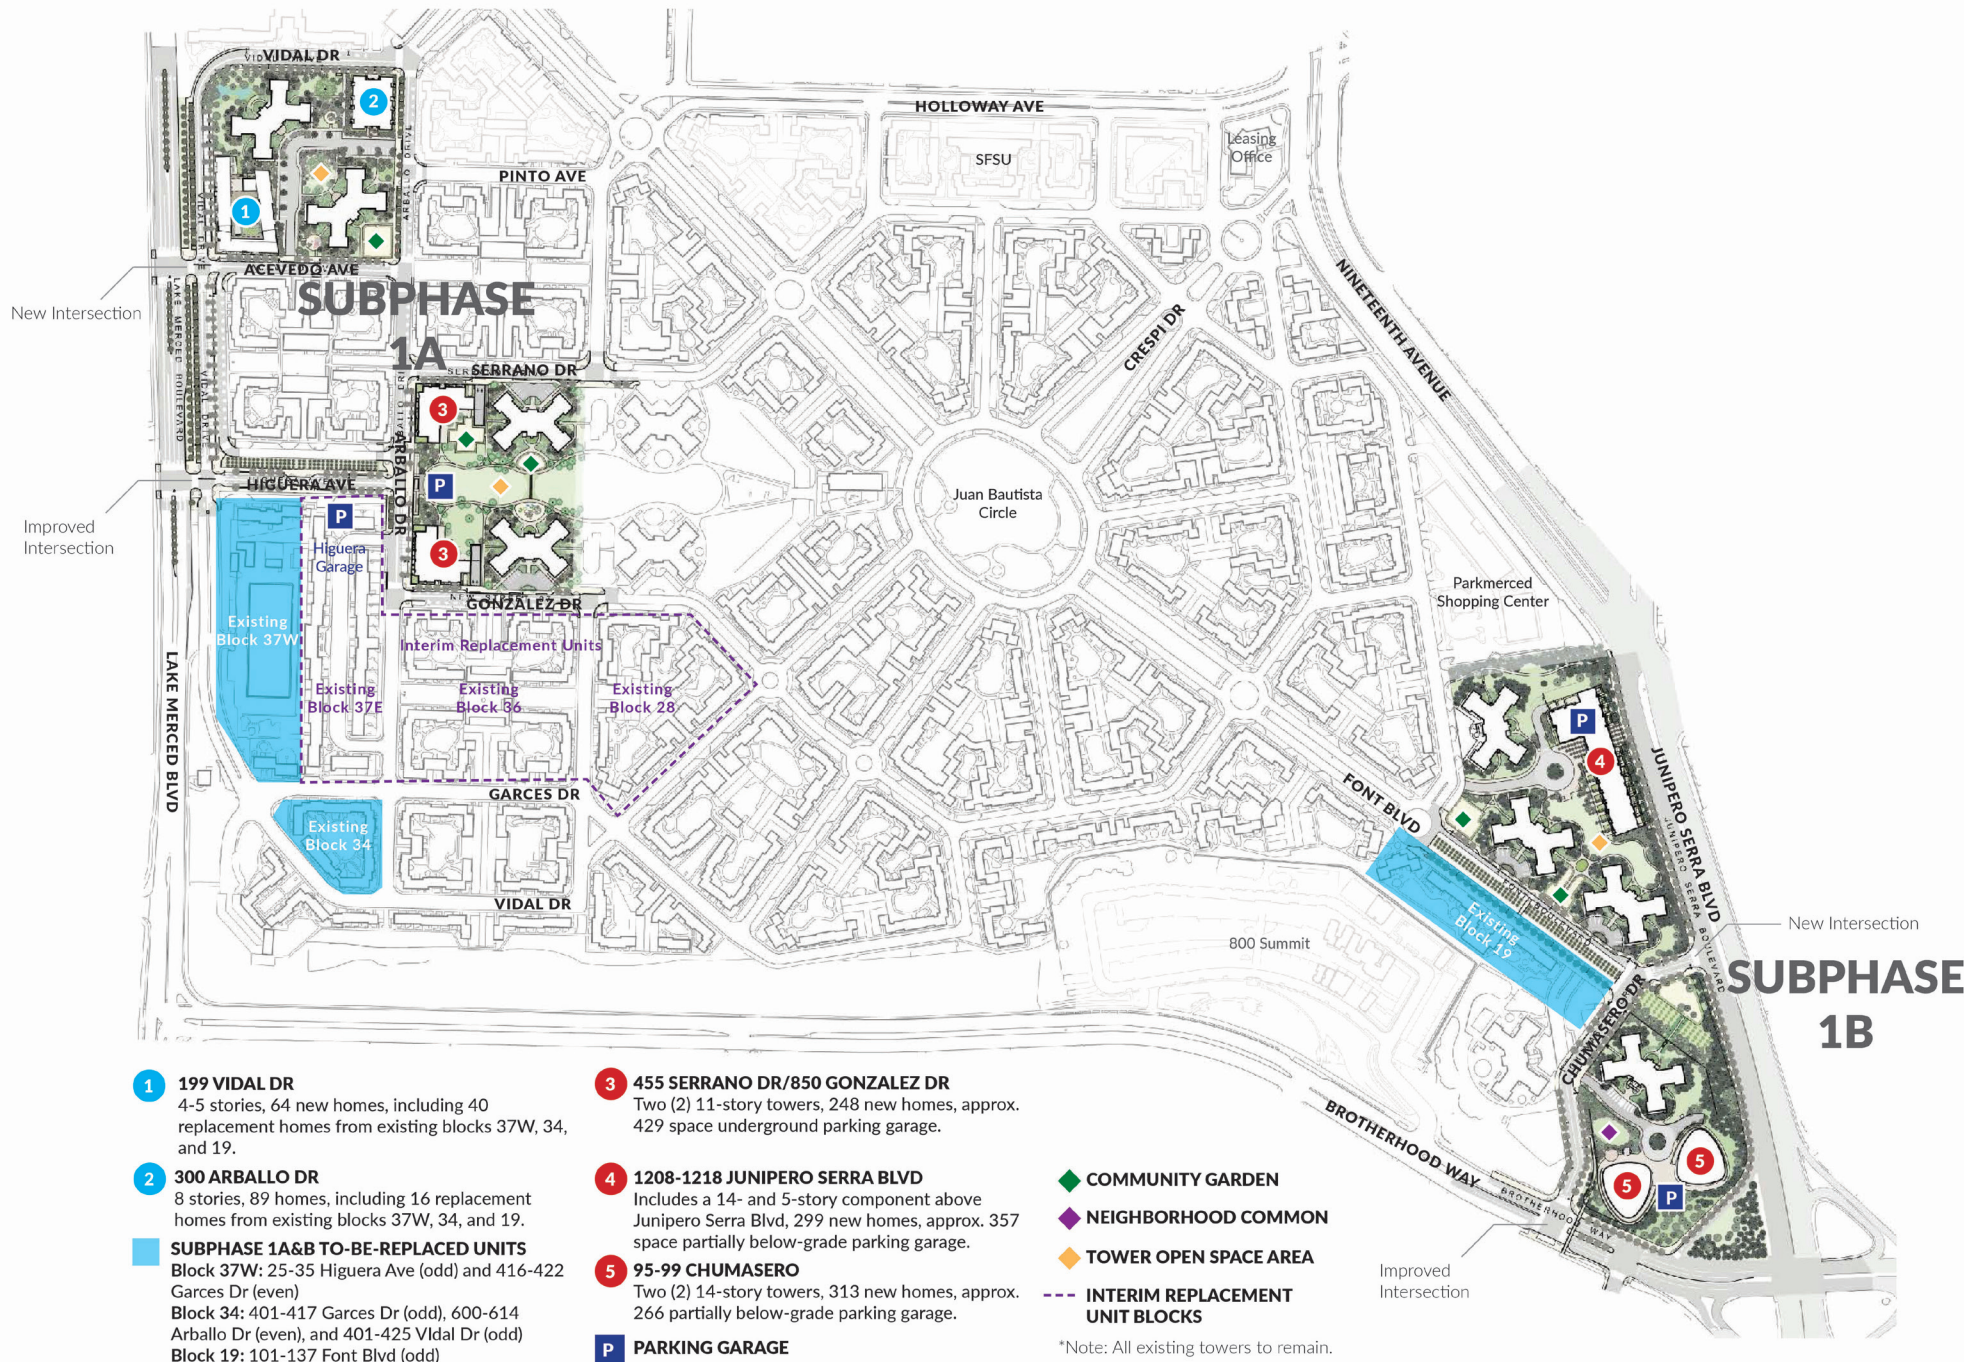 VIDAL DR
HOLLOWAY AVE
Leasing
Office
SFSU
PINTO AVE
2
1
ARBALLO DRIVE
ACEVEDO AVE
SUBPHASE
1A
New Intersection
LAKE MERCED BOULEVARD
VIDAL DRIVE
NINETEENTH AVENUE
CRESPI DR
SERRANO DR
3
ARBALLO DR
P
HIGUERA AVE
Juan Bautista
Circle
Improved
Intersection
P
Higuera
Garage
3
GONZALEZ DR
Parkmerced
Shopping Center
Existing
Block 37W
Interim Replacement Units
Existing
Block 37E
Existing
Block 36
Existing
Block 28
LAKE MERCED BLVD
GARCES DR
Existing
Block 34
VIDAL DR
FONT BLVD
P
4
JUNIPERO SERRA BLVD
JUNIPERO SERRA BOULEVARD
Existing
Block 19
800 Summit
New Intersection
SUBPHASE
1B
CHUMASERO DR
BROTHERHOOD WAY
BROTHERHOOD WAY
5
5
P
Improved
Intersection
1 199 VIDAL DR
4-5 stories, 64 new homes, including 40
replacement homes from existing blocks 37W, 34,
and 19.
2 300 ARBALLO DR
8 stories, 89 homes, including 16 replacement
homes from existing blocks 37W, 34, and 19.
SUBPHASE 1A&B TO-BE-REPLACED UNITS
Block 37W: 25-35 Higuera Ave (odd) and 416-422
Garces Dr (even)
Block 34: 401-417 Garces Dr (odd), 600-614
Arballo Dr (even), and 401-425 VIdal Dr (odd)
Block 19: 101-137 Font Blvd (odd)
3 455 SERRANO DR/850 GONZALEZ DR
Two (2) 11-story towers, 248 new homes, approx.
429 space underground parking garage.
4 1208-1218 JUNIPERO SERRA BLVD
Includes a 14- and 5-story component above
Junipero Serra Blvd, 299 new homes, approx. 357
space partially below-grade parking garage.
5 95-99 CHUMASERO
Two (2) 14-story towers, 313 new homes, approx.
266 partially below-grade parking garage.
P PARKING GARAGE
COMMUNITY GARDEN
NEIGHBORHOOD COMMON
TOWER OPEN SPACE AREA
INTERIM REPLACEMENT
UNIT BLOCKS
*Note: All existing towers to remain.